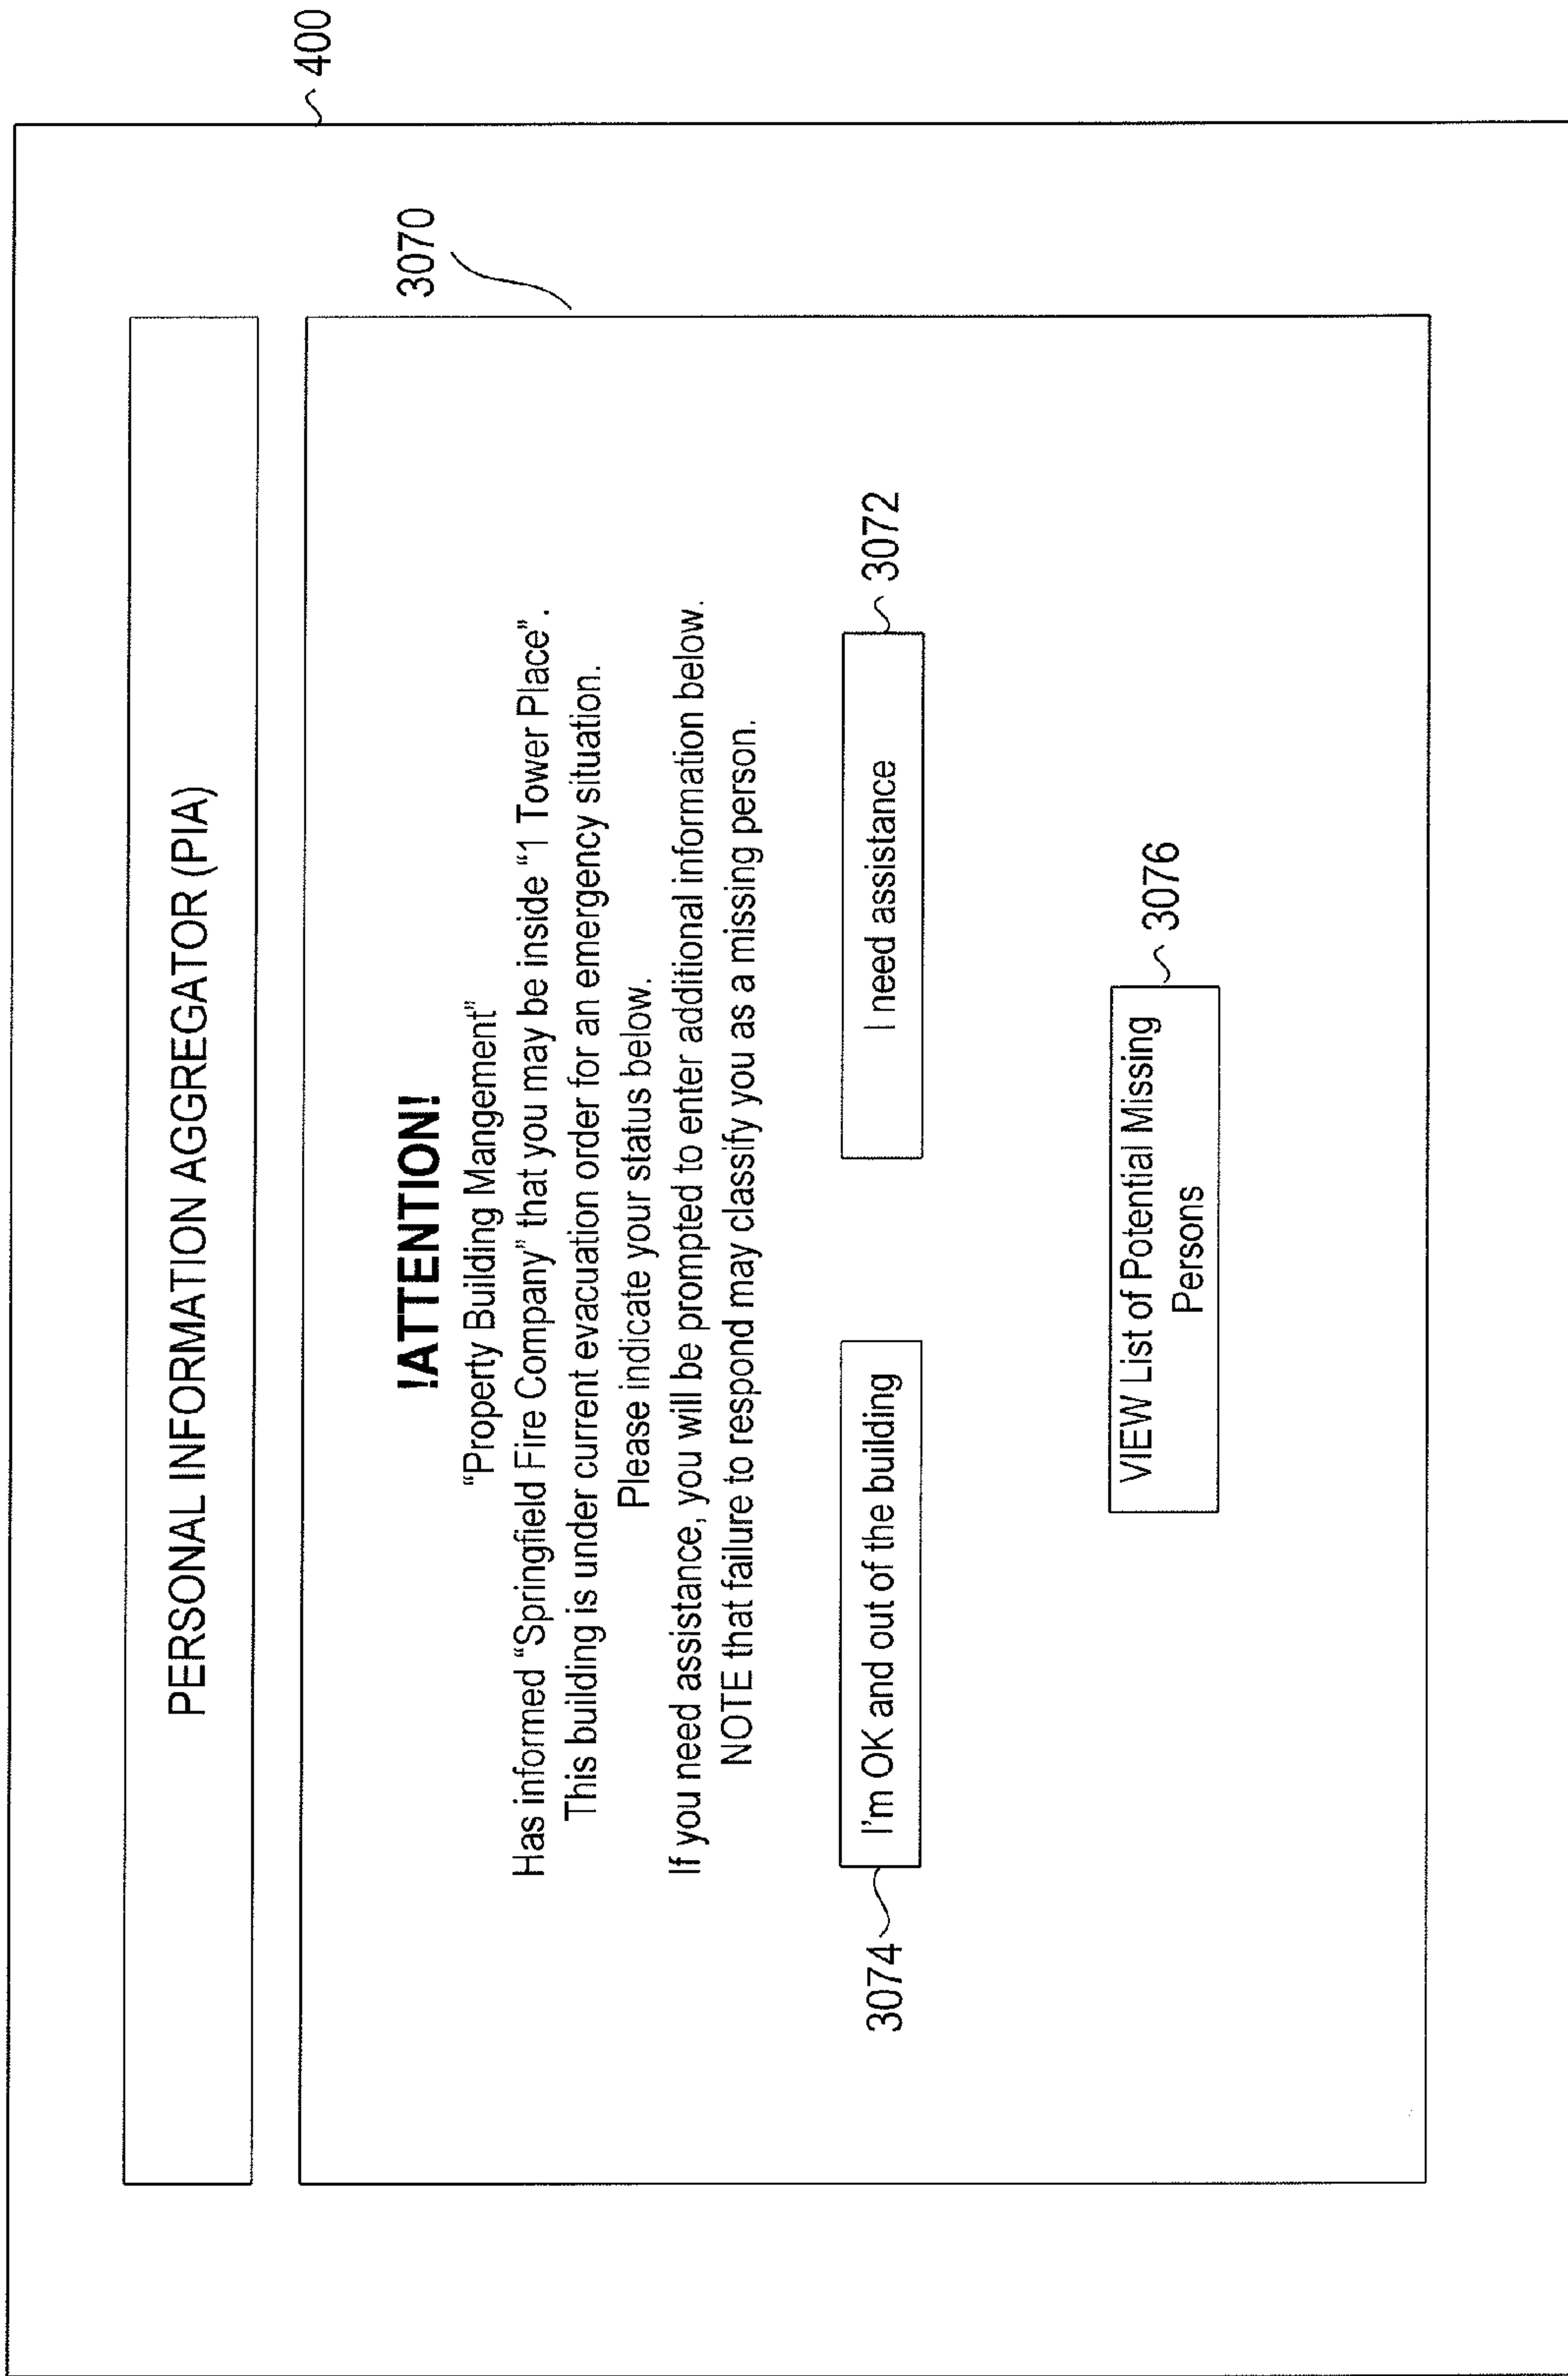 PERSONAL INFORMATION AGGREGATOR (PIA)
400
3070
!ATTENTION!
“Property Building Mangement”
Has informed “Springfield Fire Company” that you may be inside “1 Tower Place”.
This building is under current evacuation order for an emergency situation.
Please indicate your status below.
If you need assistance, you will be prompted to enter additional information below.
NOTE that failure to respond may classify you as a missing person.
3074
I'm OK and out of the building
I need assistance
3072
VIEW List of Potential Missing
Persons
3076